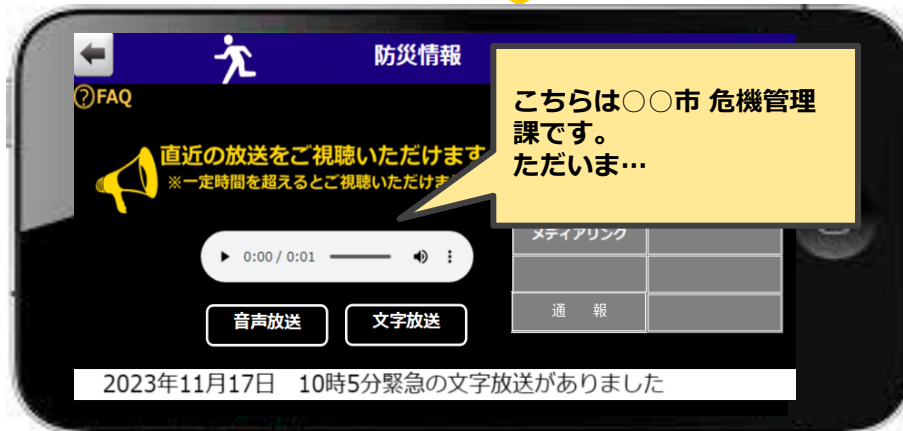 防災情報
?FAQ
直近の放送をご視聴いただけます
※一定時間を超えるとご視聴いただけま
こちらは○○市 危機管理
課です。
ただいま…
メディアリンク
0:00 / 0:01
音声放送
文字放送
通 報
2023年11月17日 10時5分緊急の文字放送がありました